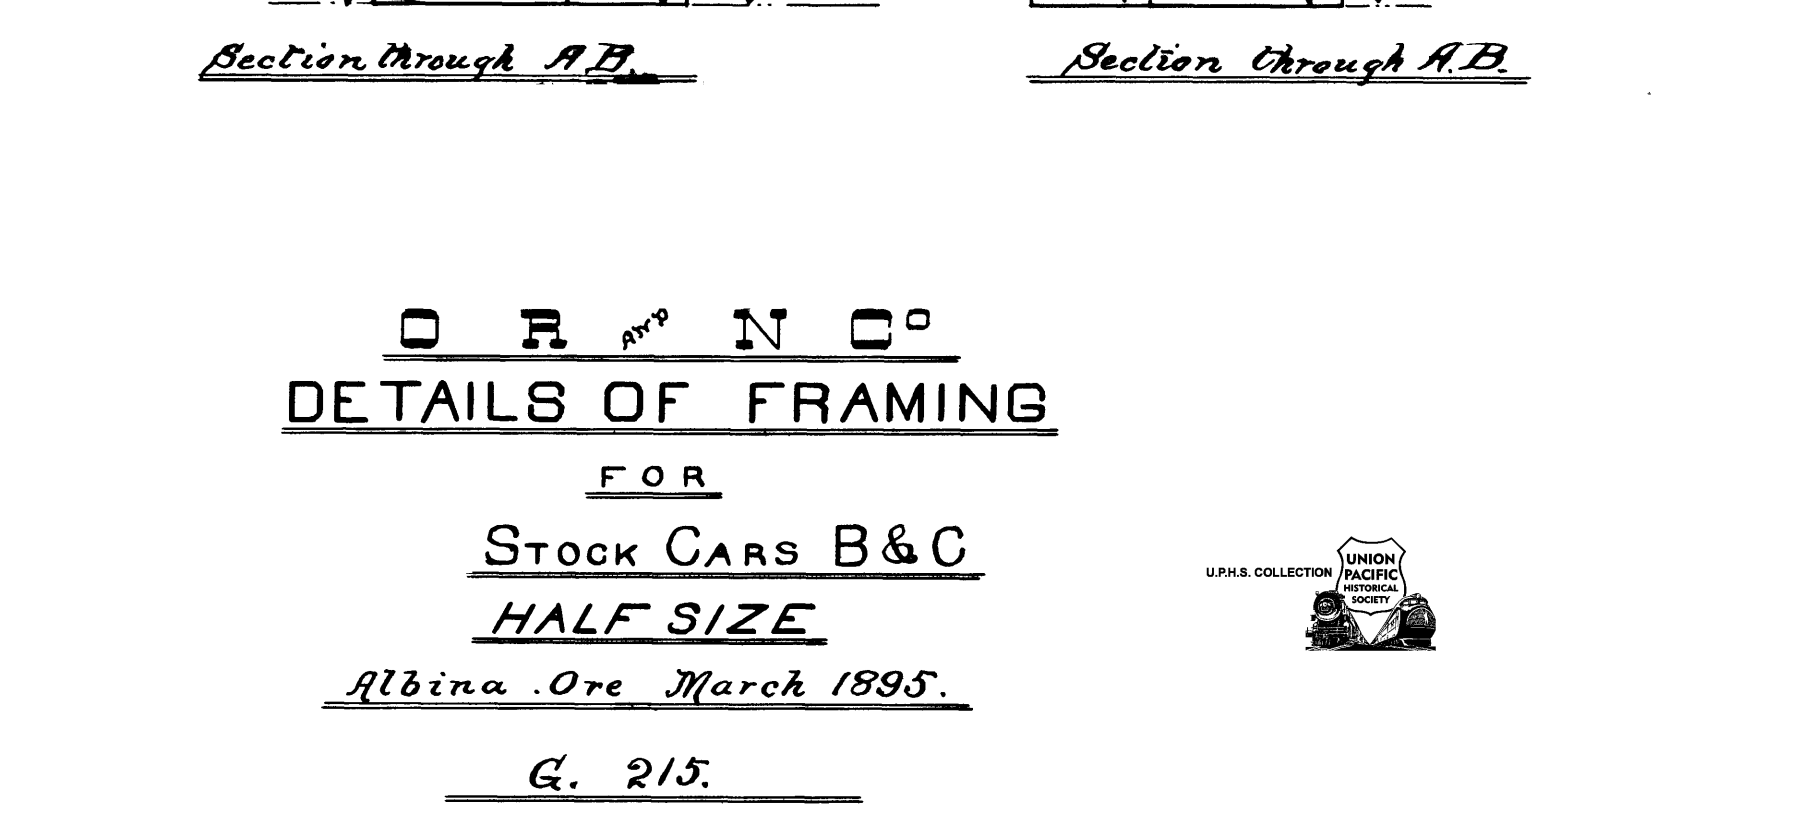 Section through A B.
Section through A.B.
O R AND N Co
DETAILS OF FRAMING
FOR
STOCK CARS B & C
HALF SIZE
Albina .Ore March 1895.
G. 215.
U.P.H.S. COLLECTION
UNION
PACIFIC
HISTORICAL
SOCIETY